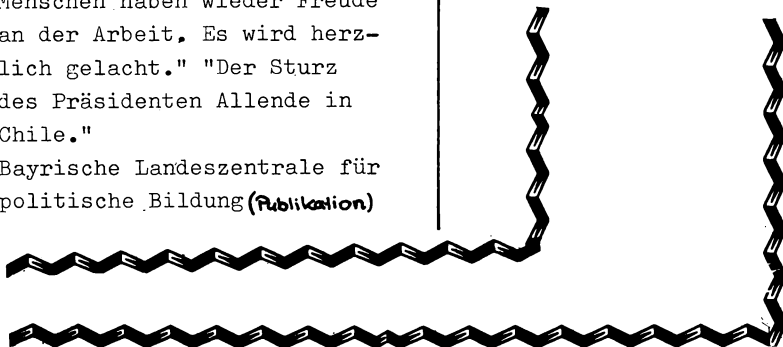 Menschen haben wieder Freude
an der Arbeit. Es wird herz-
lich gelacht." "Der Sturz
des Präsidenten Allende in
Chile."
Bayrische Landeszentrale für
politische Bildung (Publikation)